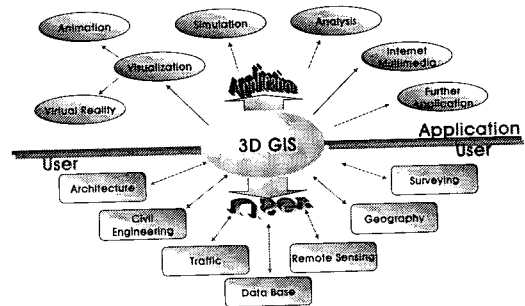 Animation
Simulation
Analysis
Visualization
Application
Internet
Multimedia
Virtual Reality
Further
Application
3D GIS
Application
User
User
Architecture
Surveying
Civil
Engineering
Geography
Traffic
Remote Sensing
Data Base